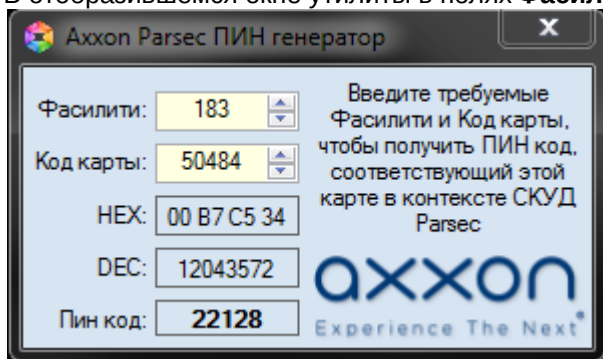 В отобразившемся окне утилиты в полях
Axxon Parsec ПИН генератор
Фасилити: 183
Код карты: 50484
HEX: 00 B7 C5 34
DEC: 12043572
Пин код: 22128
Введите требуемые
Фасилити и Код карты,
чтобы получить ПИН код,
соответствующий этой
карте в контексте СКУД
Parsec
axxon
Experience The Next